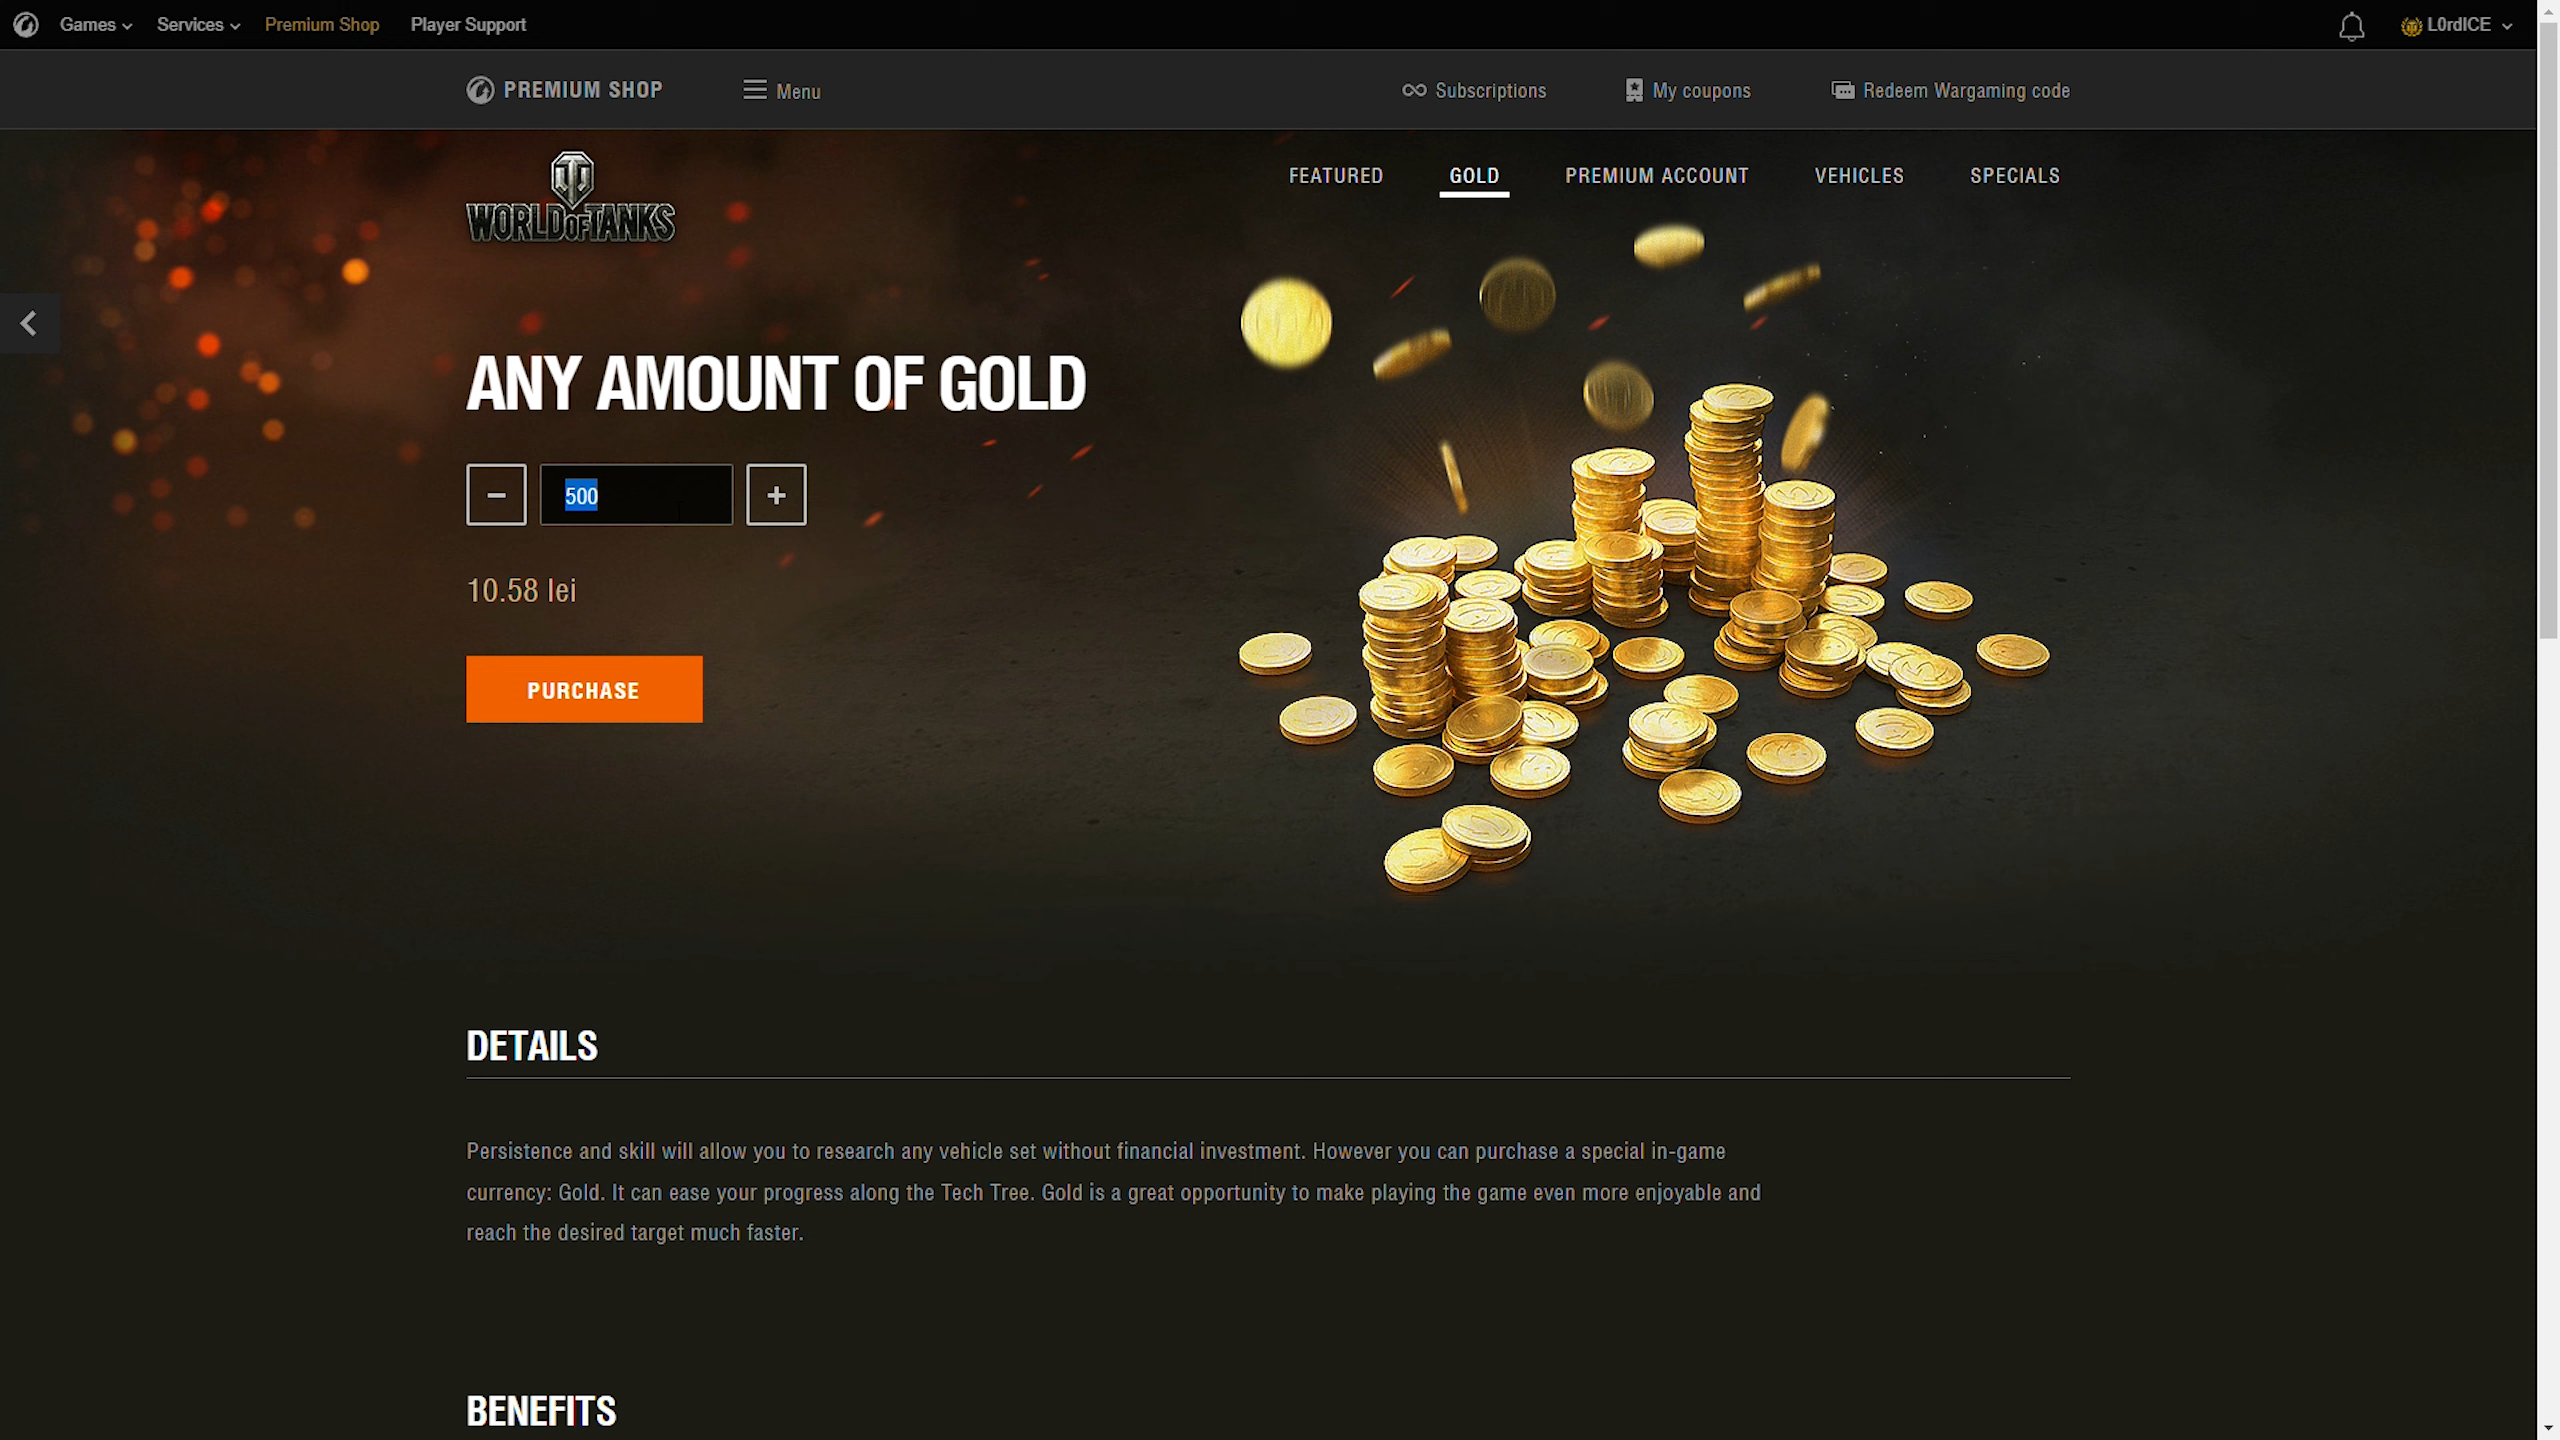 Games
Services
Premium Shop
Player Support
L0rdICE
PREMIUM SHOP
Menu
Subscriptions
My coupons
Redeem Wargaming code
WORLD OF TANKS
FEATURED
GOLD
PREMIUM ACCOUNT
VEHICLES
SPECIALS
ANY AMOUNT OF GOLD
500
10.58 lei
PURCHASE
DETAILS
Persistence and skill will allow you to research any vehicle set without financial investment. However you can purchase a special in-game
currency: Gold. It can ease your progress along the Tech Tree. Gold is a great opportunity to make playing the game even more enjoyable and
reach the desired target much faster.
BENEFITS